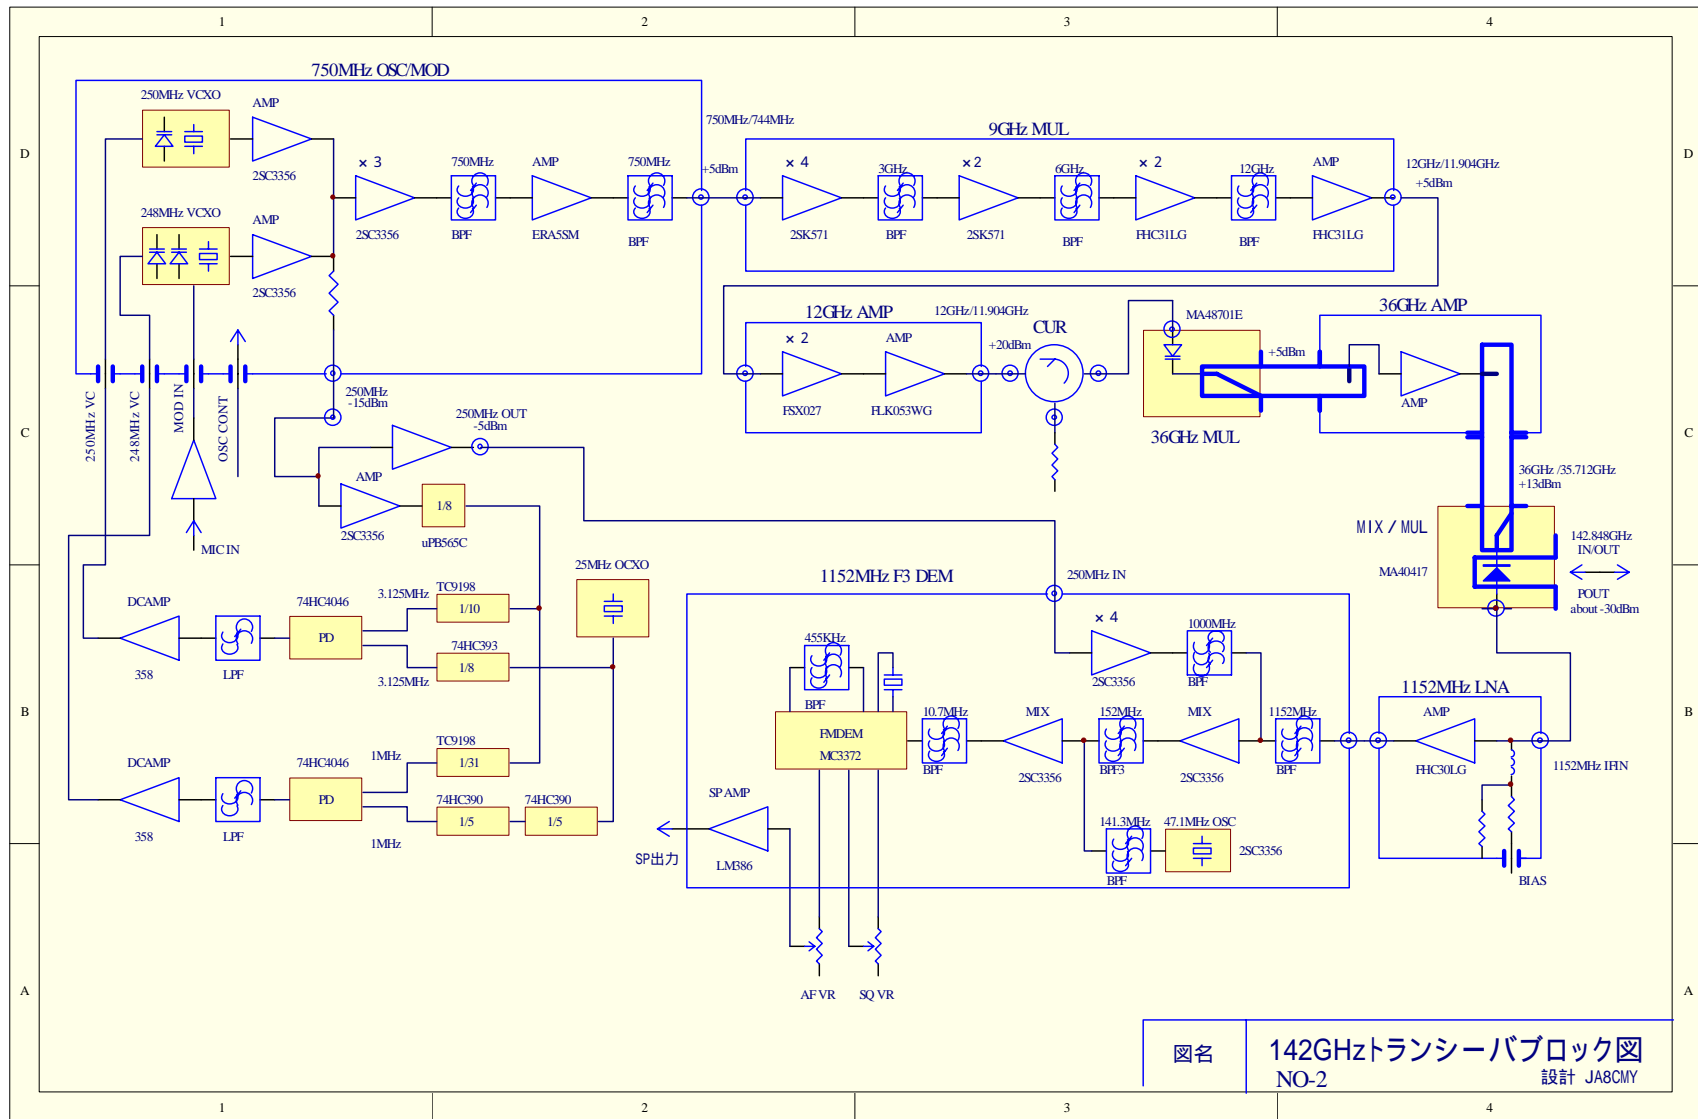 1
2
3
4
D
D
C
C
B
B
A
A
1
2
3
4
750MHz OSC/MOD
250MHz VCXO
AMP
2SC3356
248MHz VCXO
AMP
2SC3356
×3
2SC3356
750MHz
BPF
AMP
ERA5SM
750MHz
BPF
750MHz/744MHz
+5dBm
9GHz MUL
×4
2SK571
3GHz
BPF
×2
2SK571
6GHz
BPF
×2
FHC31LG
12GHz
BPF
AMP
FHC31LG
12GHz/11.904GHz
+5dBm
250MHz VC
248MHz VC
MOD IN
OSC CONT
250MHz
-15dBm
12GHz AMP
×2
FSX027
AMP
FLK053WG
12GHz/11.904GHz
+20dBm
CUR
MA48701E
36GHz MUL
+5dBm
36GHz AMP
AMP
36GHz/35.712GHz
+13dBm
MIX/MUL
MA40417
142.848GHz
IN/OUT
POUT
about -30dBm
MIC IN
250MHz OUT
-5dBm
AMP
2SC3356
1/8
uPB565C
25MHz OCXO
DCAMP
358
LPF
74HC4046
PD
3.125MHz
3.125MHz
TC9198
1/10
74HC393
1/8
DCAMP
358
LPF
74HC4046
PD
1MHz
1MHz
TC9198
1/31
74HC390
1/5
74HC390
1/5
1152MHz F3 DEM
250MHz IN
×4
2SC3356
1000MHz
BPF
455KHz
BPF
FMDEM
MC3372
10.7MHz
BPF
MIX
2SC3356
152MHz
BPF3
MIX
2SC3356
1152MHz
BPF
141.3MHz
BPF
47.1MHz OSC
2SC3356
SP AMP
LM386
SP出力
AF VR
SQ VR
1152MHz LNA
AMP
FHC30LG
1152MHz IFIN
BIAS
図名
142GHzトランシーバブロック図
NO-2
設計 JA8CMY